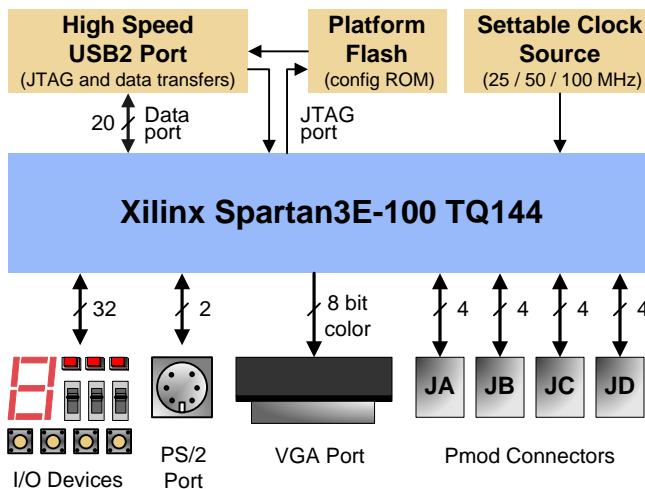 High Speed
USB2 Port
(JTAG and data transfers)
Platform
Flash
(config ROM)
Settable Clock
Source
(25 / 50 / 100 MHz)
20
Data
port
JTAG
port
Xilinx Spartan3E-100 TQ144
32
2
8 bit
color
4
4
4
4
JA
JB
JC
JD
I/O Devices
PS/2
Port
VGA Port
Pmod Connectors